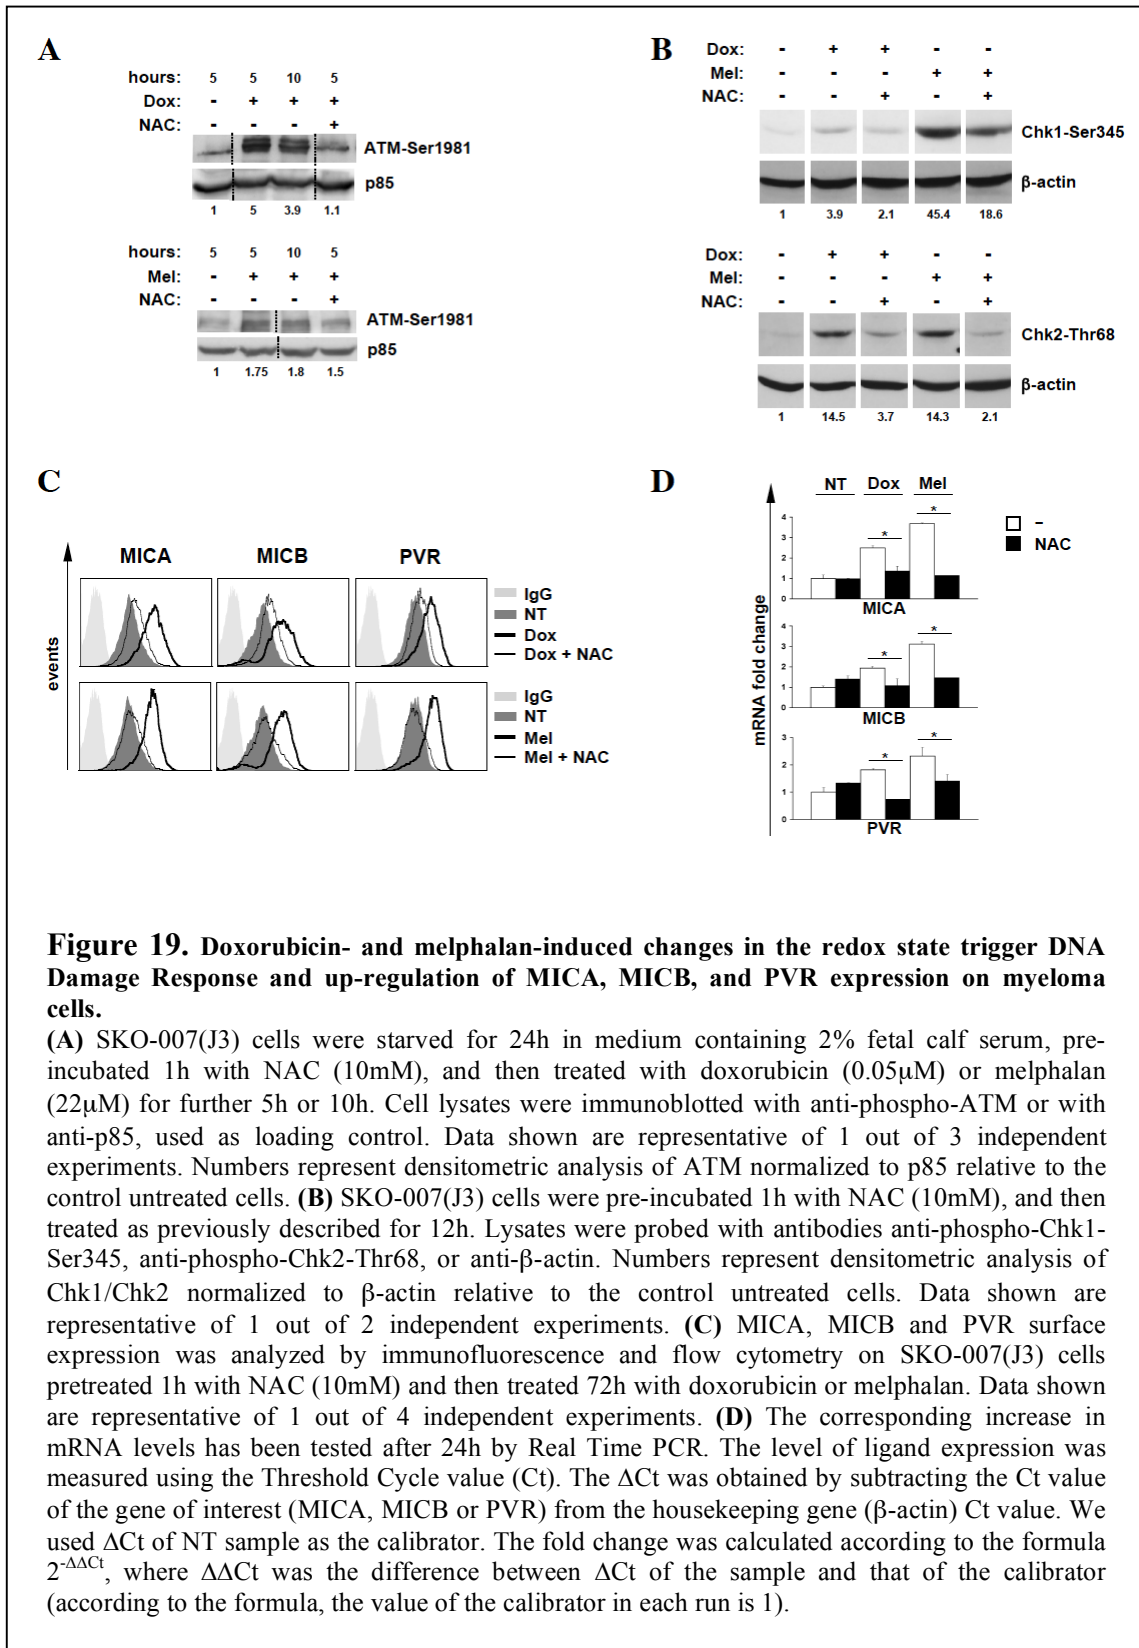 A
hours: 5 5 10 5
Dox: - + + +
NAC: - - - +
ATM-Ser1981
p85
1 5 3.9 1.1
hours: 5 5 10 5
Mel: - + + +
NAC: - - - +
ATM-Ser1981
p85
1 1.75 1.8 1.5
B
Dox: - + + - -
Mel: - - - + +
NAC: - - + - +
Chk1-Ser345
β-actin
1 3.9 2.1 45.4 18.6
Dox: - + + - -
Mel: - - - + +
NAC: - - + - +
Chk2-Thr68
β-actin
1 14.5 3.7 14.3 2.1
C
MICA MICB PVR
events
IgG
NT
Dox
Dox + NAC
IgG
NT
Mel
Mel + NAC
D
NT Dox Mel
–
NAC
mRNA fold change
4
3
2
1
0
* *
MICA
4
3
2
1
0
* *
MICB
3
2
1
0
* *
PVR
Figure 19. Doxorubicin- and melphalan-induced changes in the redox state trigger DNA
Damage Response and up-regulation of MICA, MICB, and PVR expression on myeloma
cells.
(A) SKO-007(J3) cells were starved for 24h in medium containing 2% fetal calf serum, pre-
incubated 1h with NAC (10mM), and then treated with doxorubicin (0.05μM) or melphalan
(22μM) for further 5h or 10h. Cell lysates were immunoblotted with anti-phospho-ATM or with
anti-p85, used as loading control. Data shown are representative of 1 out of 3 independent
experiments. Numbers represent densitometric analysis of ATM normalized to p85 relative to the
control untreated cells. (B) SKO-007(J3) cells were pre-incubated 1h with NAC (10mM), and then
treated as previously described for 12h. Lysates were probed with antibodies anti-phospho-Chk1-
Ser345, anti-phospho-Chk2-Thr68, or anti-β-actin. Numbers represent densitometric analysis of
Chk1/Chk2 normalized to β-actin relative to the control untreated cells. Data shown are
representative of 1 out of 2 independent experiments. (C) MICA, MICB and PVR surface
expression was analyzed by immunofluorescence and flow cytometry on SKO-007(J3) cells
pretreated 1h with NAC (10mM) and then treated 72h with doxorubicin or melphalan. Data shown
are representative of 1 out of 4 independent experiments. (D) The corresponding increase in
mRNA levels has been tested after 24h by Real Time PCR. The level of ligand expression was
measured using the Threshold Cycle value (Ct). The ΔCt was obtained by subtracting the Ct value
of the gene of interest (MICA, MICB or PVR) from the housekeeping gene (β-actin) Ct value. We
used ΔCt of NT sample as the calibrator. The fold change was calculated according to the formula
2^-ΔΔCt, where ΔΔCt was the difference between ΔCt of the sample and that of the calibrator
(according to the formula, the value of the calibrator in each run is 1).